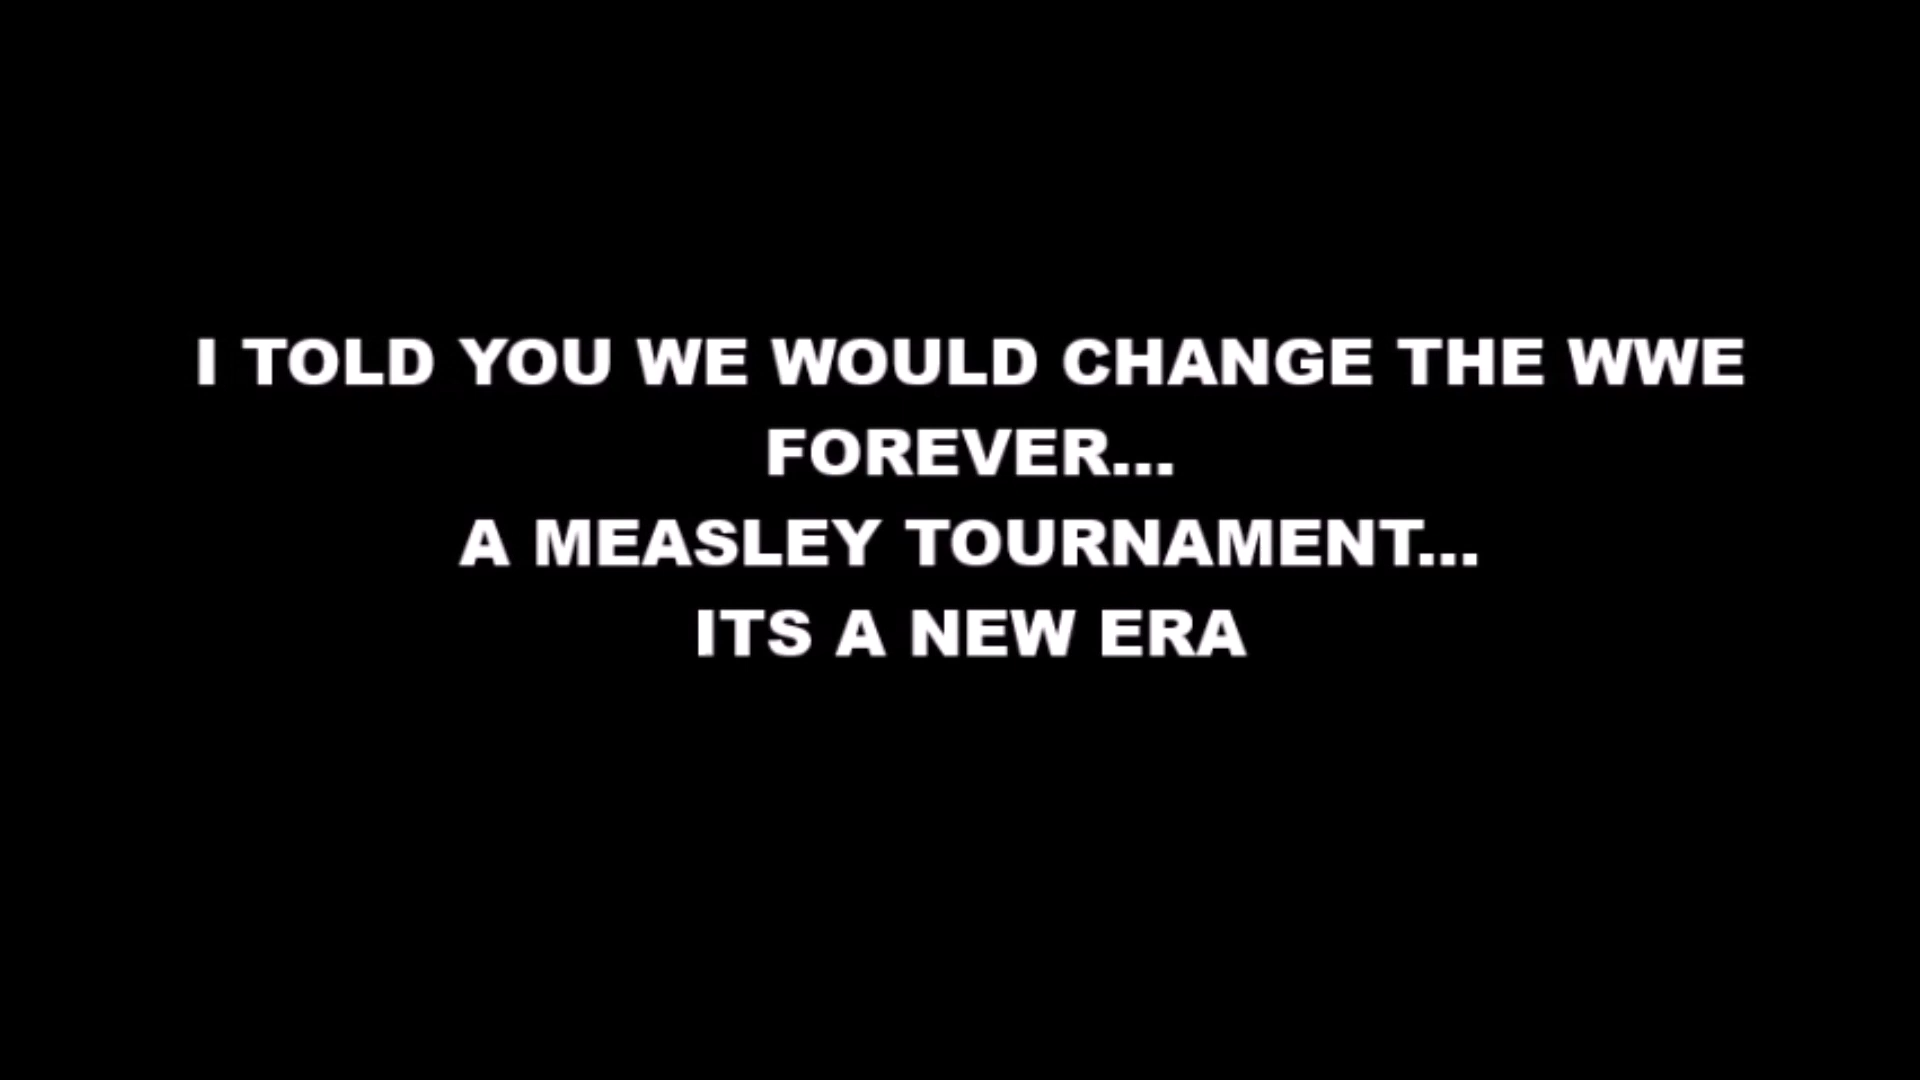 I TOLD YOU WE WOULD CHANGE THE WWE
FOREVER...
A MEASLEY TOURNAMENT...
ITS A NEW ERA